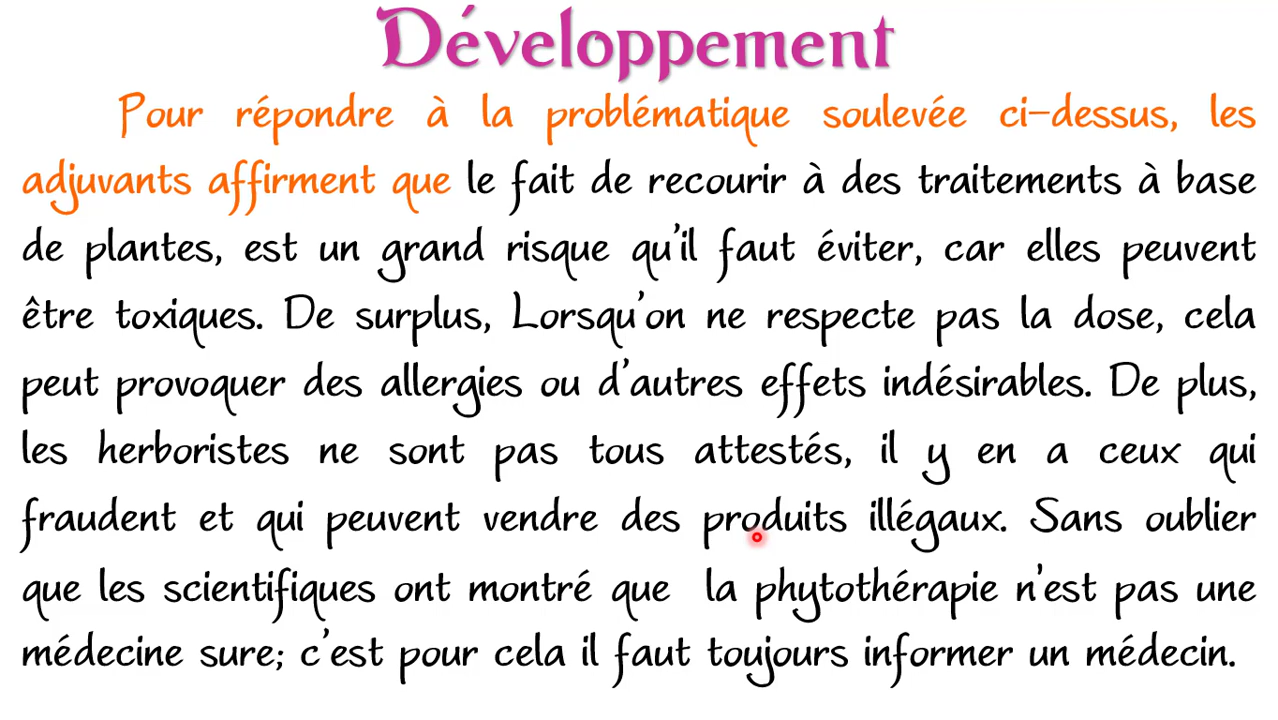 Développement
Pour répondre à la problématique soulevée ci-dessus, les
adjuvants affirment que le fait de recourir à des traitements à base
de plantes, est un grand risque qu'il faut éviter, car elles peuvent
être toxiques. De surplus, Lorsqu'on ne respecte pas la dose, cela
peut provoquer des allergies ou d'autres effets indésirables. De plus,
les herboristes ne sont pas tous attestés, il y en a ceux qui
fraudent et qui peuvent vendre des produits illégaux. Sans oublier
que les scientifiques ont montré que la phytothérapie n'est pas une
médecine sure; c'est pour cela il faut toujours informer un médecin.